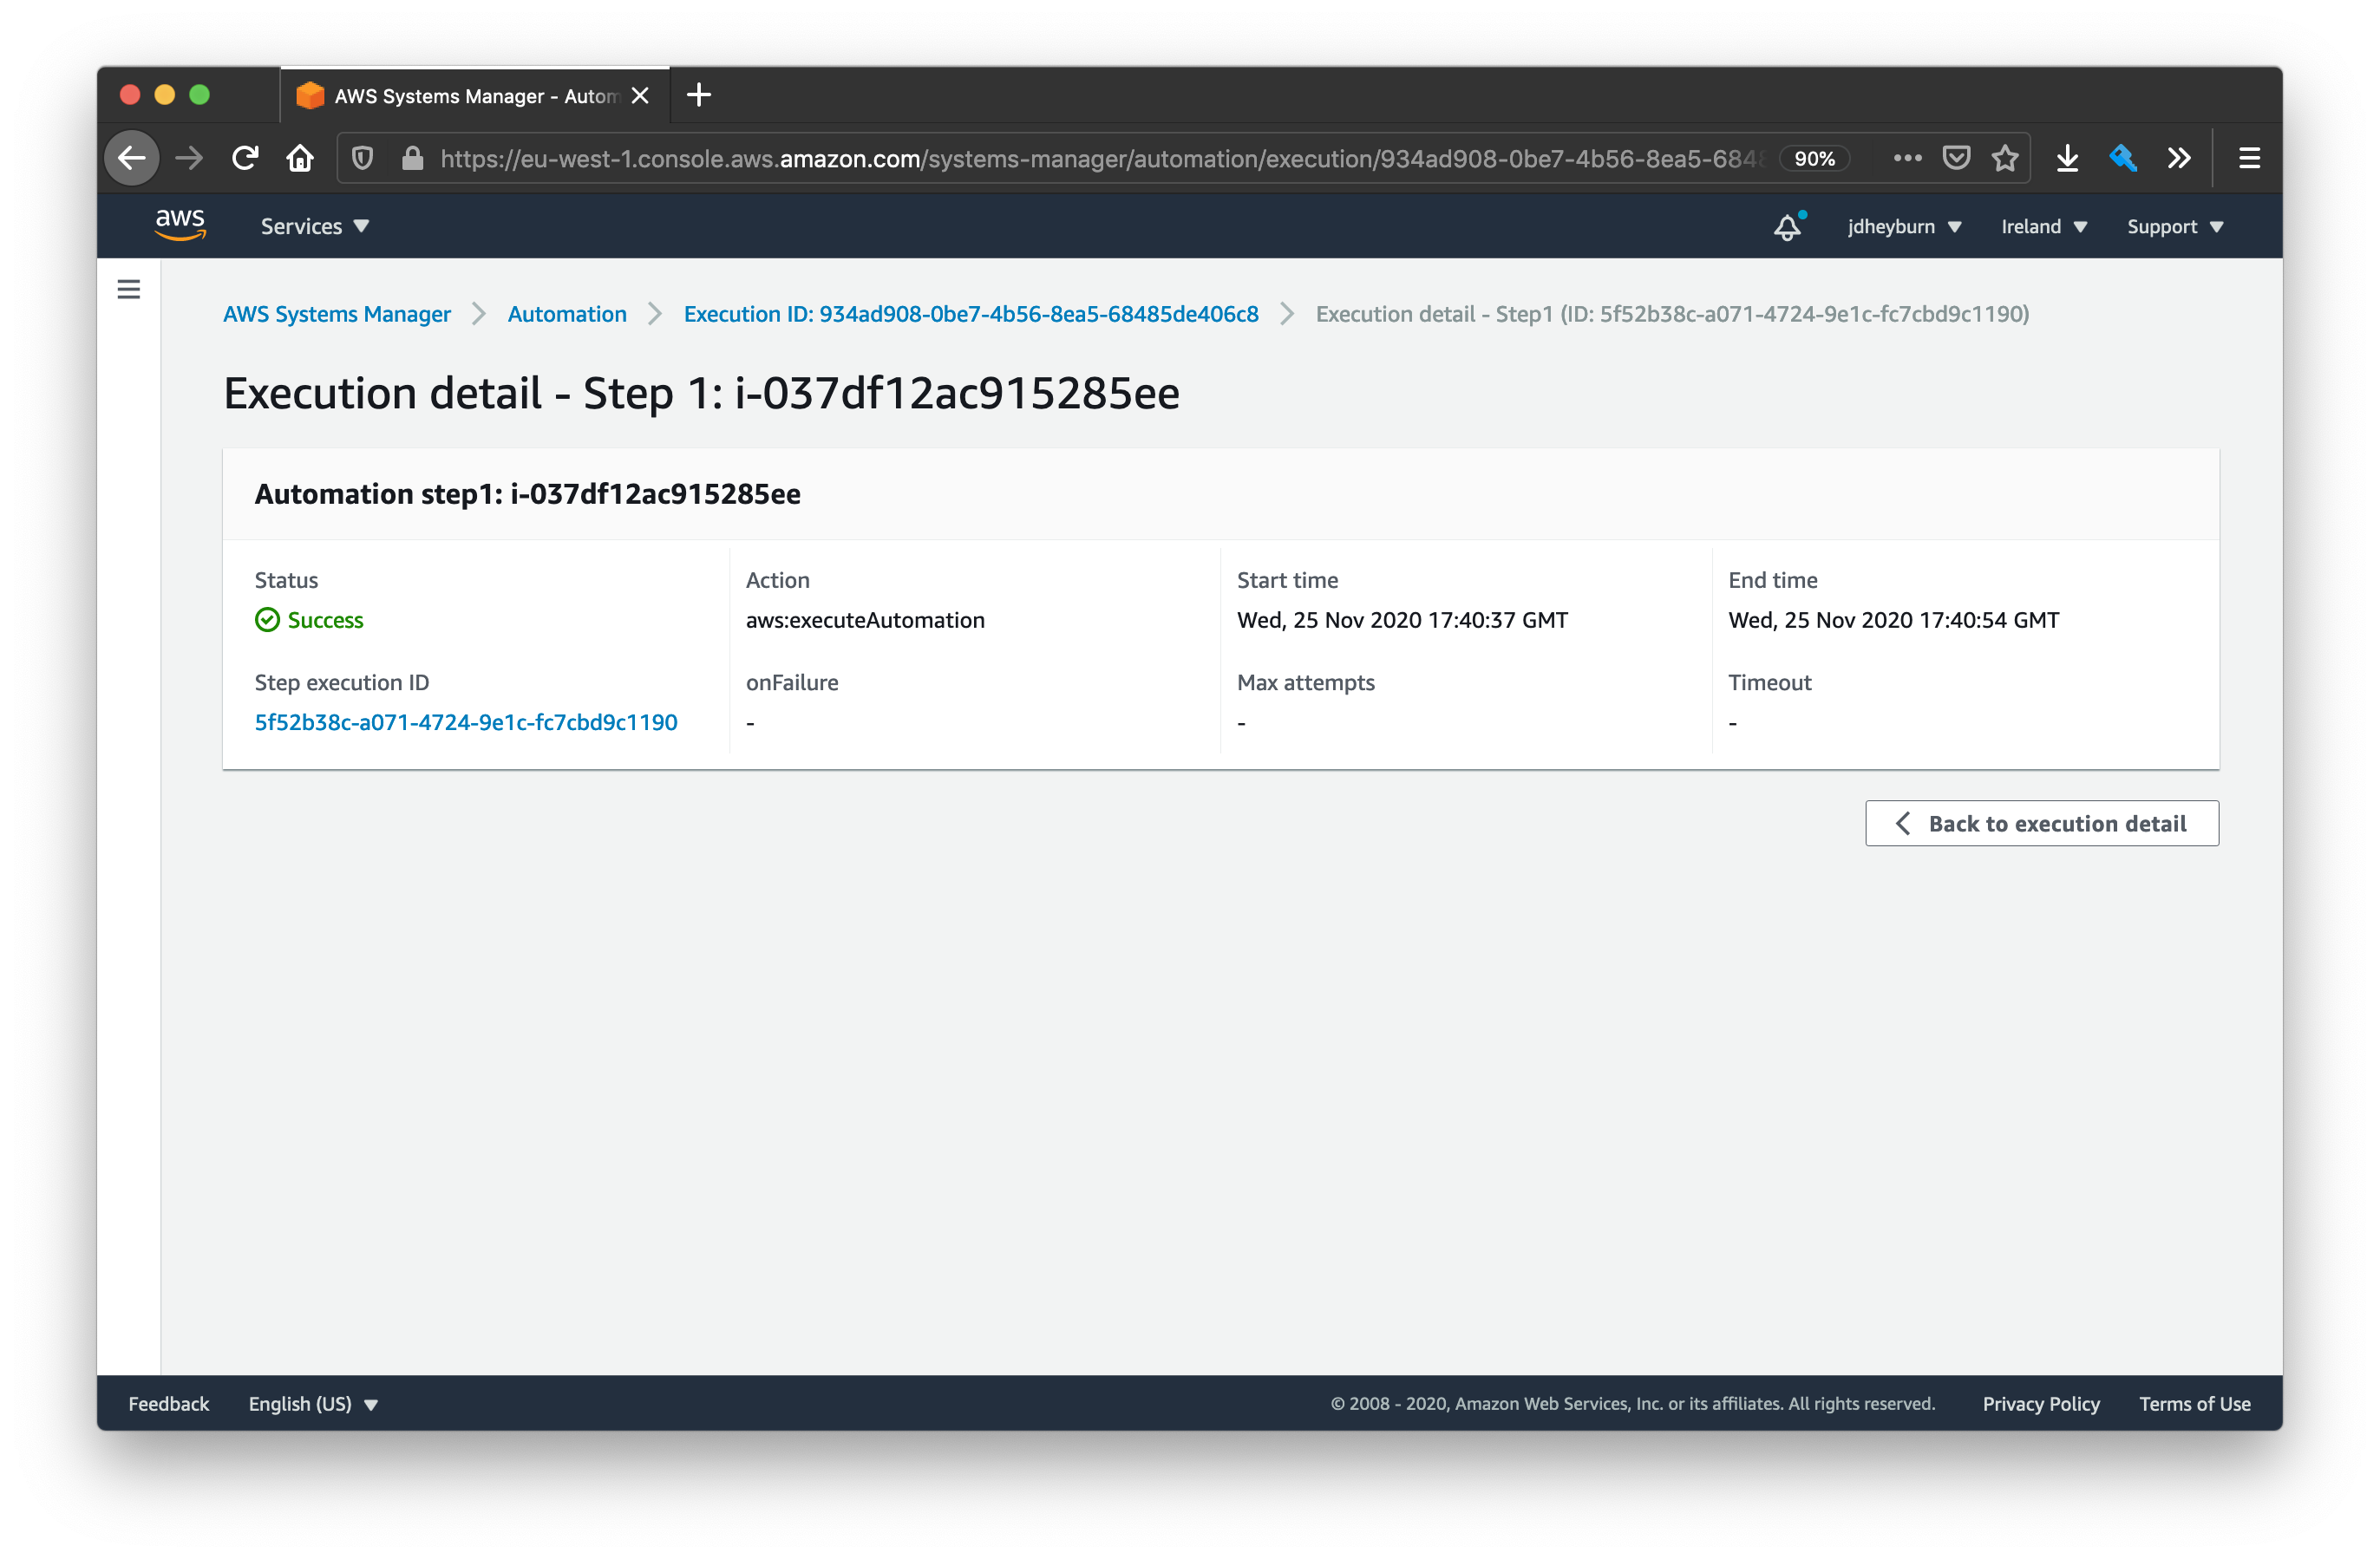 AWS Systems Manager - Autom
https://eu-west-1.console.aws.amazon.com/systems-manager/automation/execution/934ad908-0be7-4b56-8ea5-6848 90%
aws Services jdheyburn Ireland Support
AWS Systems Manager Automation Execution ID: 934ad908-0be7-4b56-8ea5-68485de406c8 Execution detail - Step1 (ID: 5f52b38c-a071-4724-9e1c-fc7cbd9c1190)
Execution detail - Step 1: i-037df12ac915285ee
Automation step1: i-037df12ac915285ee
Status Action Start time End time
Success aws:executeAutomation Wed, 25 Nov 2020 17:40:37 GMT Wed, 25 Nov 2020 17:40:54 GMT
Step execution ID onFailure Max attempts Timeout
5f52b38c-a071-4724-9e1c-fc7cbd9c1190 - - -
Back to execution detail
Feedback English (US) © 2008 - 2020, Amazon Web Services, Inc. or its affiliates. All rights reserved. Privacy Policy Terms of Use